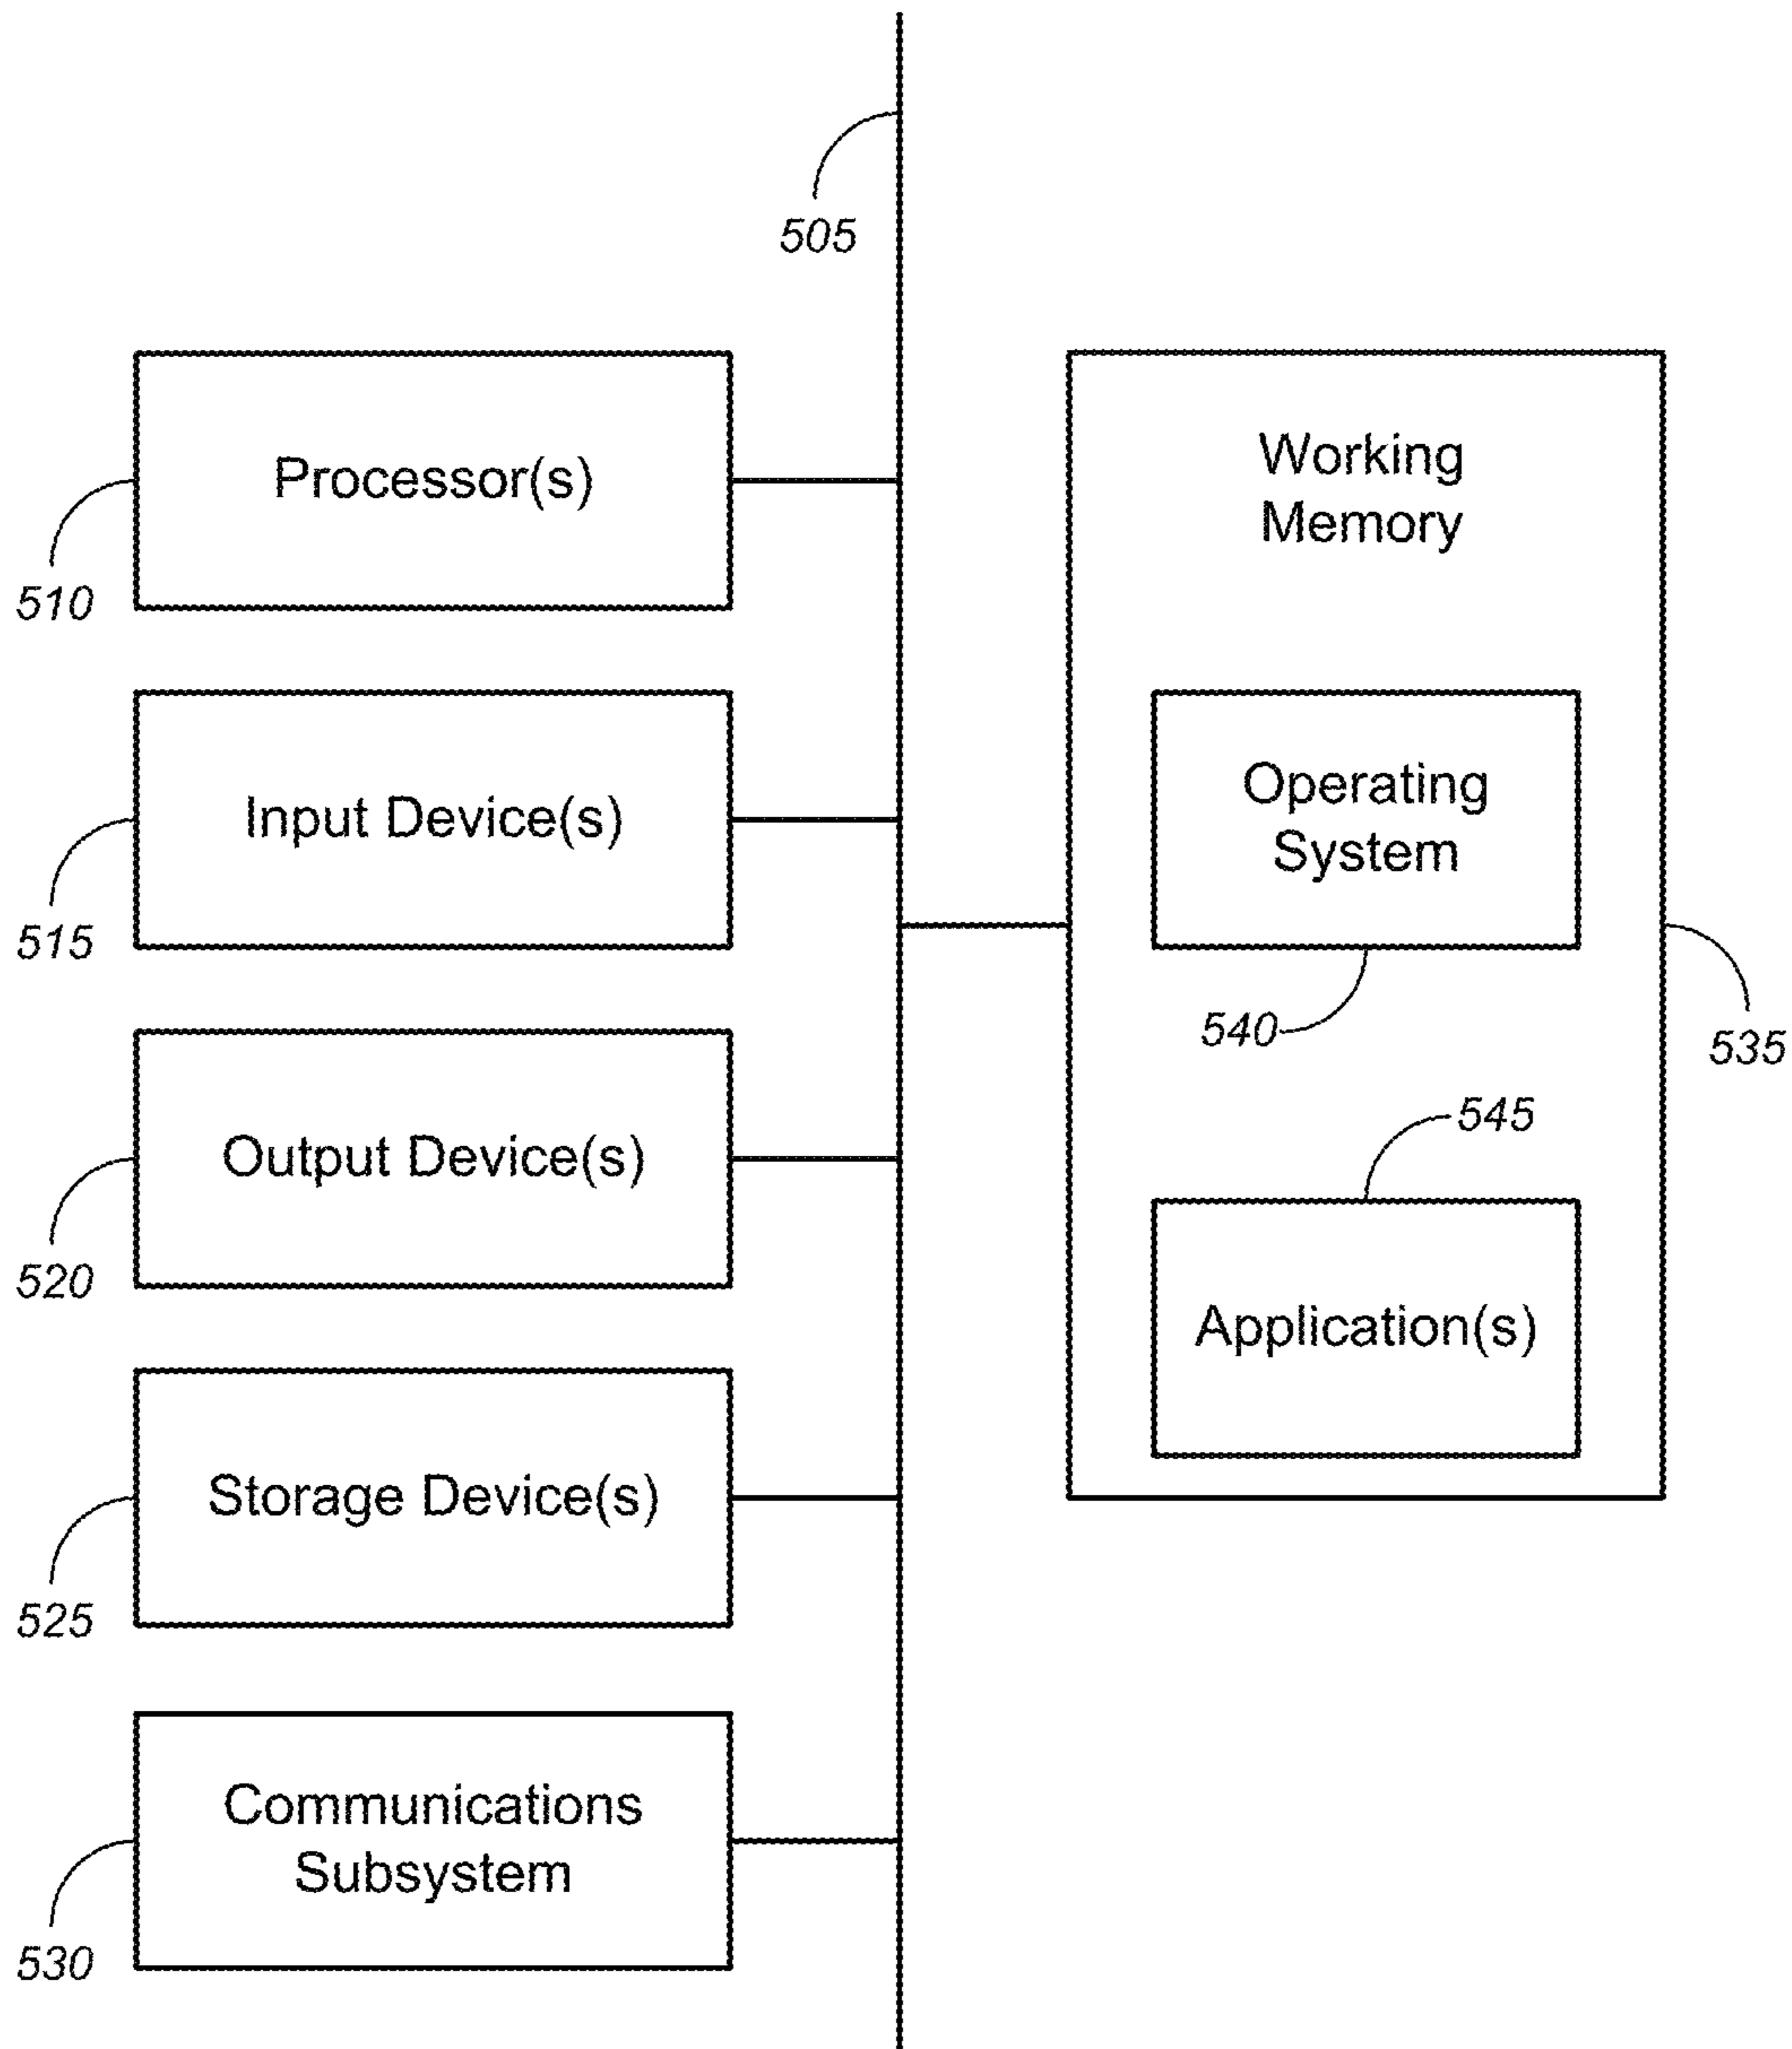 505
Processor(s)
510
Input Device(s)
515
Output Device(s)
520
Storage Device(s)
525
Communications
Subsystem
530
Working
Memory
Operating
System
540
535
545
Application(s)